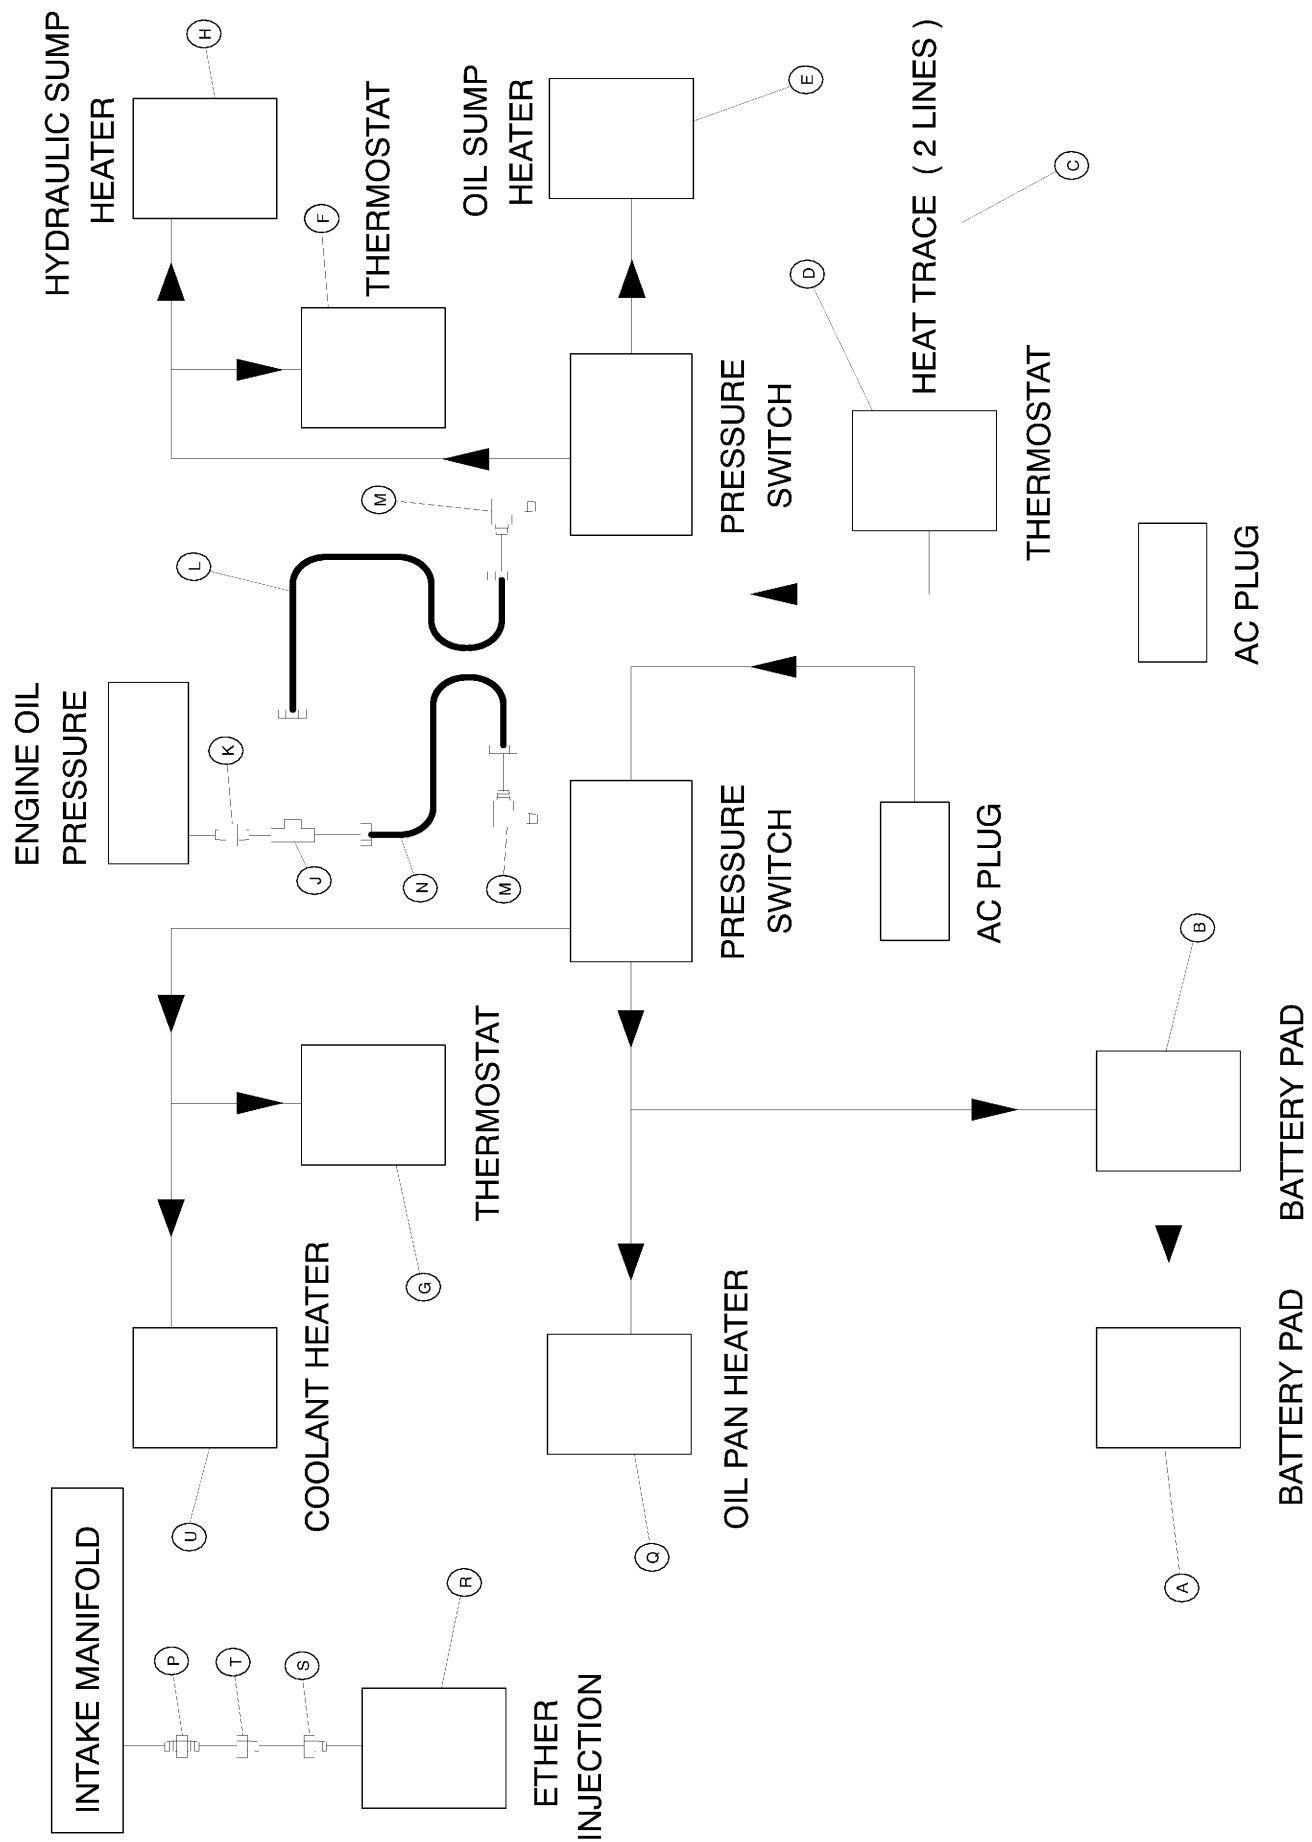 INTAKE MANIFOLD
P
T
S
R
ETHER
INJECTION
U
COOLANT HEATER
G
THERMOSTAT
Q
OIL PAN HEATER
A
BATTERY PAD
B
BATTERY PAD
ENGINE OIL
PRESSURE
K
J
N
M
L
M
PRESSURE
SWITCH
AC PLUG
HYDRAULIC SUMP
HEATER
H
F
THERMOSTAT
OIL SUMP
HEATER
E
PRESSURE
SWITCH
D
HEAT TRACE ( 2 LINES )
C
THERMOSTAT
AC PLUG